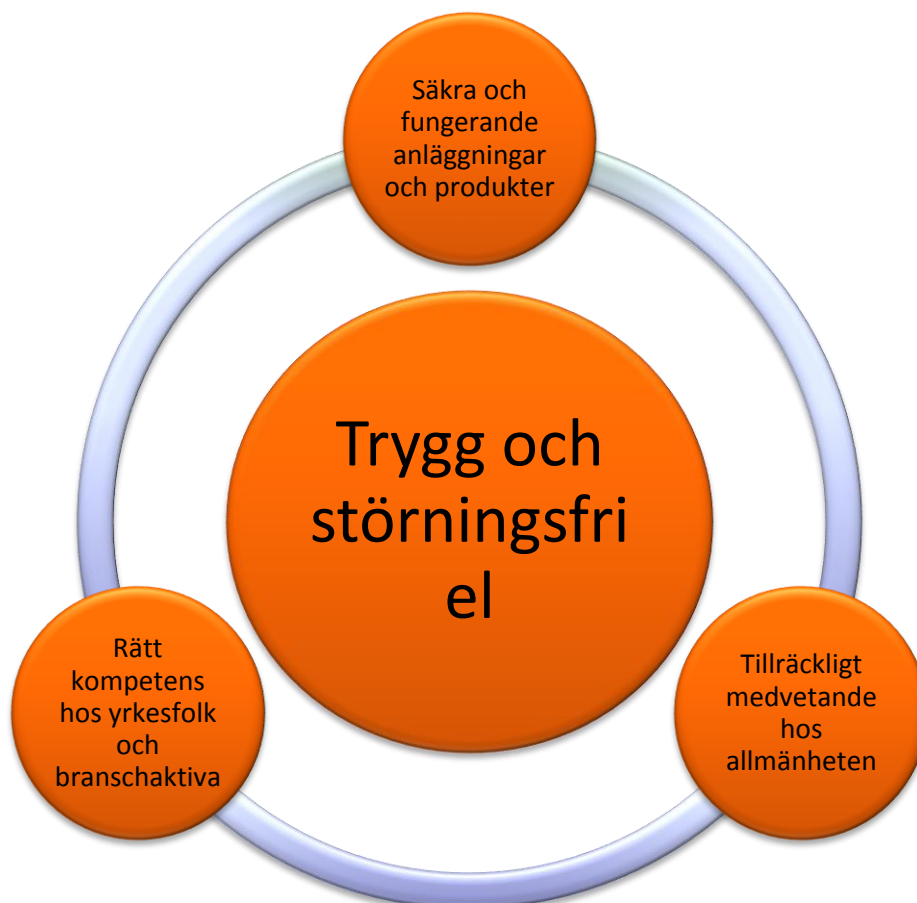 Säkra och
fungerande
anläggningar
och produkter
Trygg och
störningsfri
el
Rätt
kompetens
hos yrkesfolk
och
branschaktiva
Tillräckligt
medvetande
hos
allmänheten